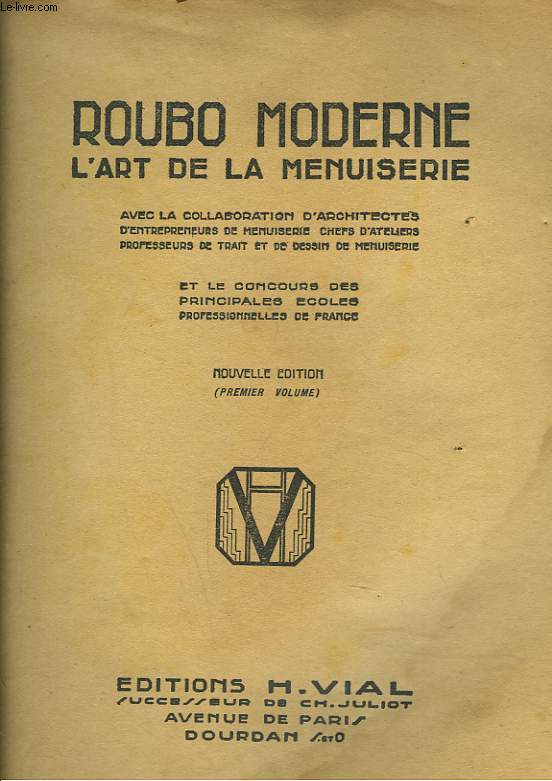 Le-livre.com
ROUBO MODERNE
L'ART DE LA MENUISERIE
AVEC LA COLLABORATION D'ARCHITECTES
D'ENTREPRENEURS DE MENUISERIE CHEFS D'ATELIERS
PROFESSEURS DE TRAIT ET DE DESSIN DE MENUISERIE
ET LE CONCOURS DES
PRINCIPALES ECOLES
PROFESSIONNELLES DE FRANCE
NOUVELLE EDITION
(PREMIER VOLUME)
EDITIONS H.VIAL
SUCCESSEUR DE CH.JULIOT
AVENUE DE PARIS
DOURDAN S.ETO